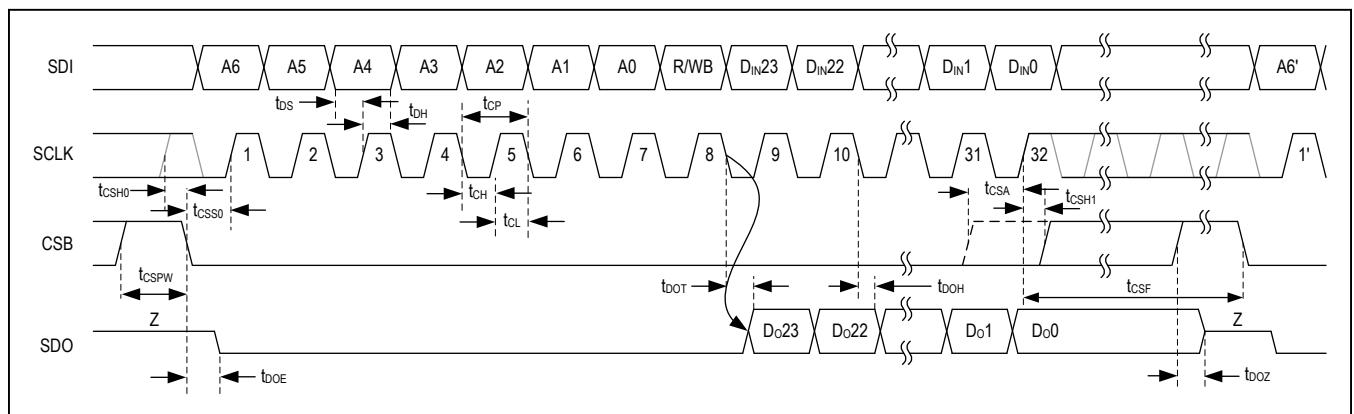 SDI A6 A5 A4 A3 A2 A1 A0 R/WB DIN23 DIN22 DIN1 DIN0 A6'
tDS tDH tCP
SCLK 1 2 3 4 5 6 7 8 9 10 31 32 1'
tCSH0 tCSS0 tCH tCL tCSA tCSH1
CSB
tCSPW tDOT tDOH tCSF
SDO Z DO23 DO22 DO1 DO0 Z
tDOE tDOZ